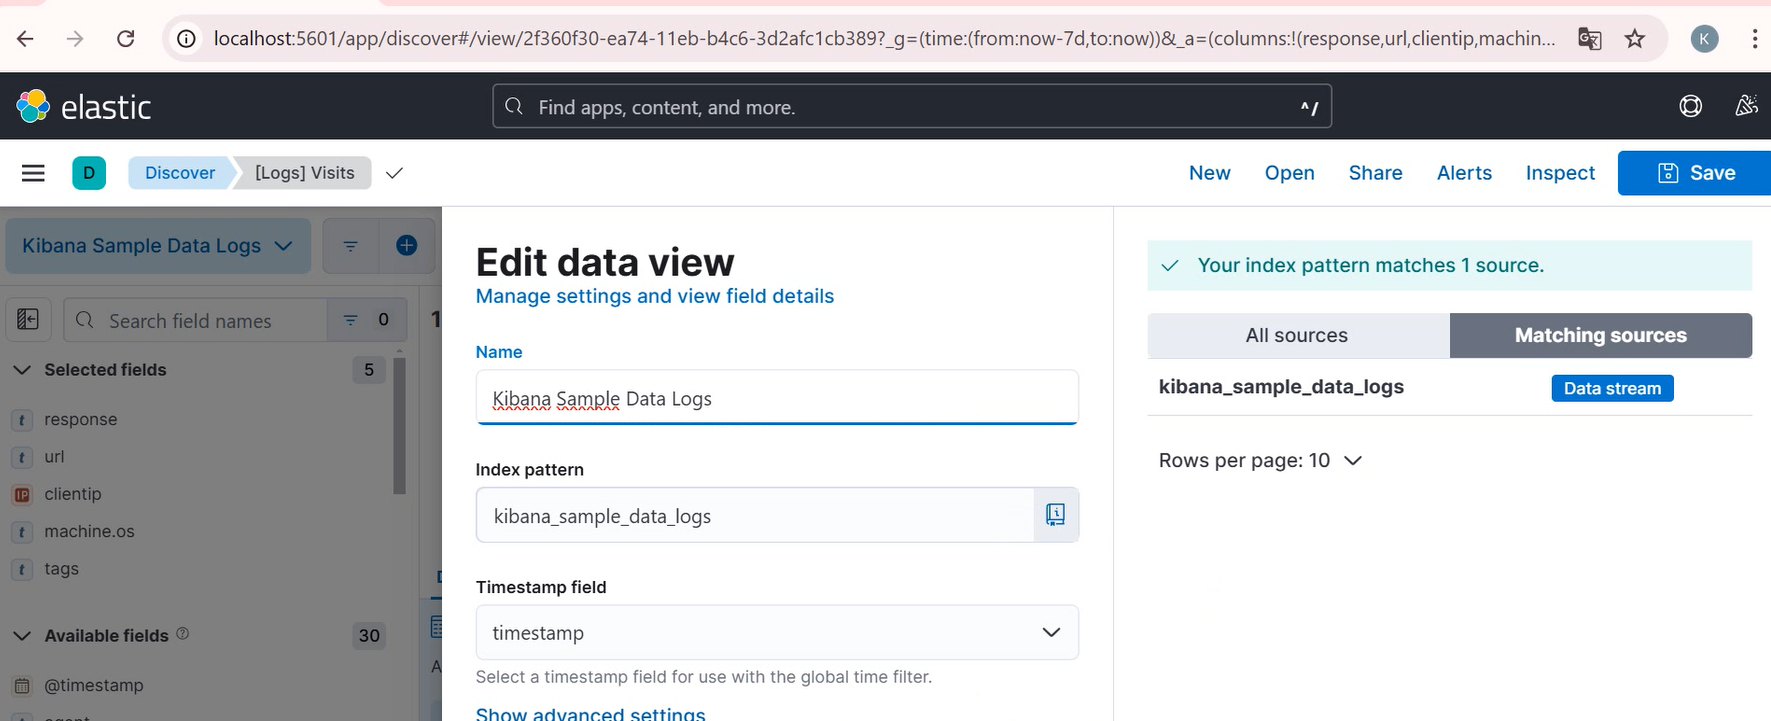 localhost:5601/app/discover#/view/2f360f30-ea74-11eb-b4c6-3d2afc1cb389?_g=(time:(from:now-7d,to:now))&_a=(columns:!(response,url,clientip,machin...
K
elastic
Find apps, content, and more.
^/
D
Discover
[Logs] Visits
New
Open
Share
Alerts
Inspect
Save
Kibana Sample Data Logs
Search field names
0
1
Selected fields
5
t response
t url
IP clientip
t machine.os
t tags
Available fields
30
@timestamp
agent
Edit data view
Manage settings and view field details
Name
Kibana Sample Data Logs
Index pattern
kibana_sample_data_logs
Timestamp field
timestamp
Select a timestamp field for use with the global time filter.
Show advanced settings
Your index pattern matches 1 source.
All sources
Matching sources
kibana_sample_data_logs
Data stream
Rows per page: 10